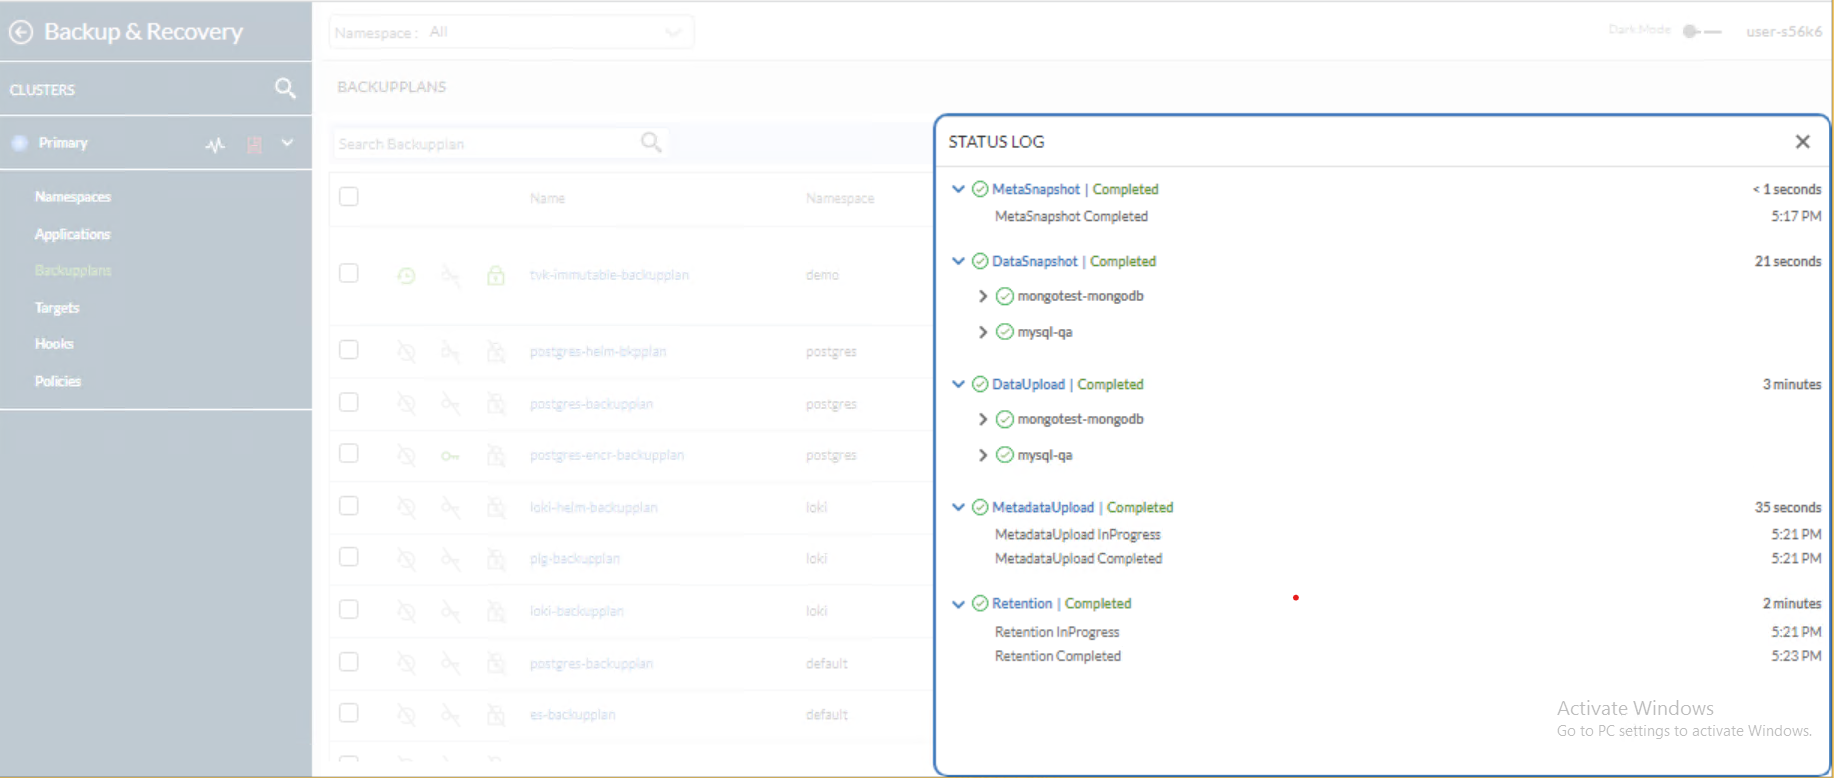 Backup & Recovery
Namespace : All
Dark Mode
user-s56k6
CLUSTERS
BACKUPPLANS
Primary
Search Backupplan
Namespaces
Applications
Backupplans
Targets
Hooks
Policies
Name Namespace
tvk-immutable-backupplan demo
postgres-helm-bkpplan postgres
postgres-backupplan postgres
postgres-encr-backupplan postgres
loki-helm-backupplan loki
plg-backupplan loki
loki-backupplan loki
postgres-backupplan default
es-backupplan default
STATUS LOG
MetaSnapshot | Completed < 1 seconds
MetaSnapshot Completed 5:17 PM
DataSnapshot | Completed 21 seconds
mongotest-mongodb
mysql-qa
DataUpload | Completed 3 minutes
mongotest-mongodb
mysql-qa
MetadataUpload | Completed 35 seconds
MetadataUpload InProgress 5:21 PM
MetadataUpload Completed 5:21 PM
Retention | Completed 2 minutes
Retention InProgress 5:21 PM
Retention Completed 5:23 PM
Activate Windows
Go to PC settings to activate Windows.